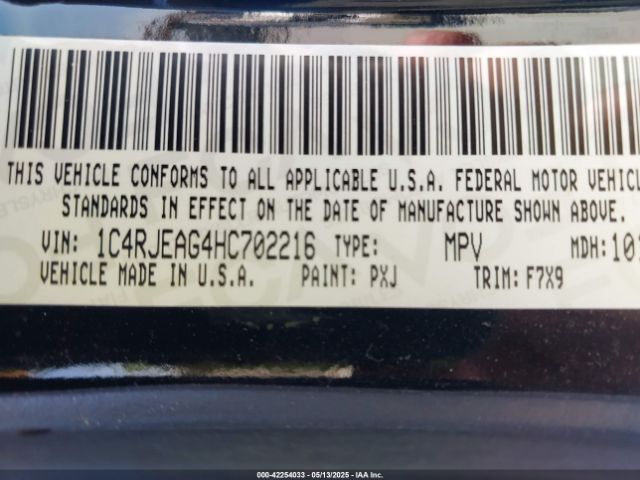 THIS VEHICLE CONFORMS TO ALL APPLICABLE U.S.A. FEDERAL MOTOR VEHICL
STANDARDS IN EFFECT ON THE DATE OF MANUFACTURE SHOWN ABOVE.
VIN: 1C4RJEAG4HC702216 TYPE: MPV MDH:101
VEHICLE MADE IN U.S.A. PAINT: PXJ TRIM: F7X9
000-42254033 - 05/13/2025 - IAA Inc.